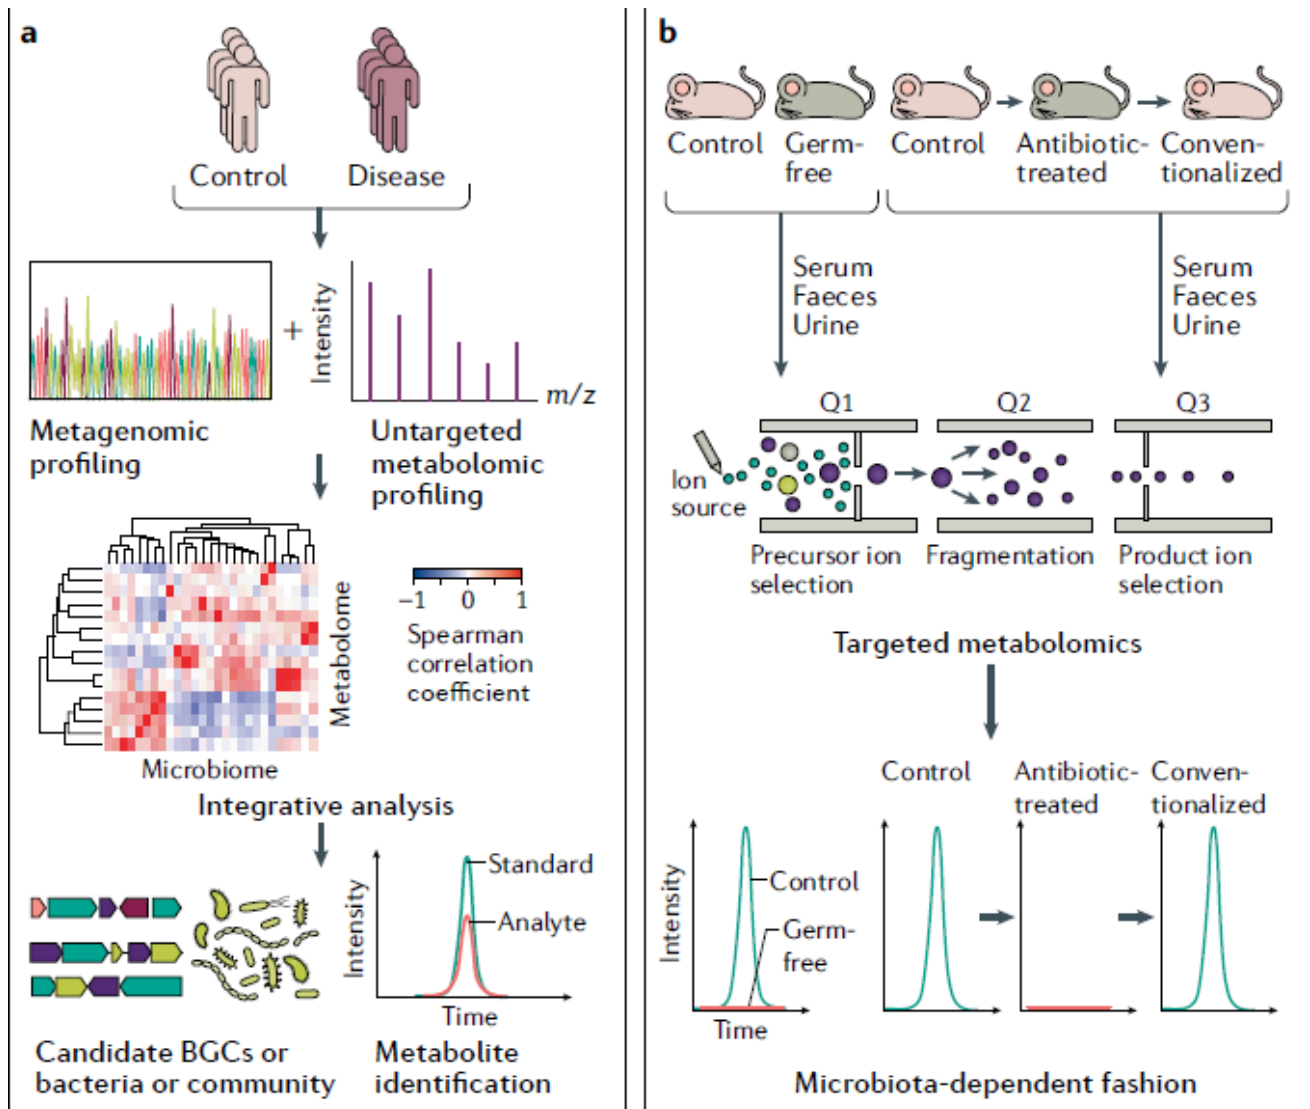 a
Control
Disease
Intensity
+
m/z
Metagenomic
profiling
Untargeted
metabolomic
profiling
Metabolome
−1
0
1
Spearman
correlation
coefficient
Microbiome
Integrative analysis
Intensity
Standard
Analyte
Time
Candidate BGCs or
bacteria or community
Metabolite
identification
b
Control
Germ-
free
Control
Antibiotic-
treated
Conven-
tionalized
Serum
Faeces
Urine
Serum
Faeces
Urine
Q1
Q2
Q3
Ion
source
Precursor ion
selection
Fragmentation
Product ion
selection
Targeted metabolomics
Control
Antibiotic-
treated
Conven-
tionalized
Intensity
Control
Germ-
free
Time
Microbiota-dependent fashion